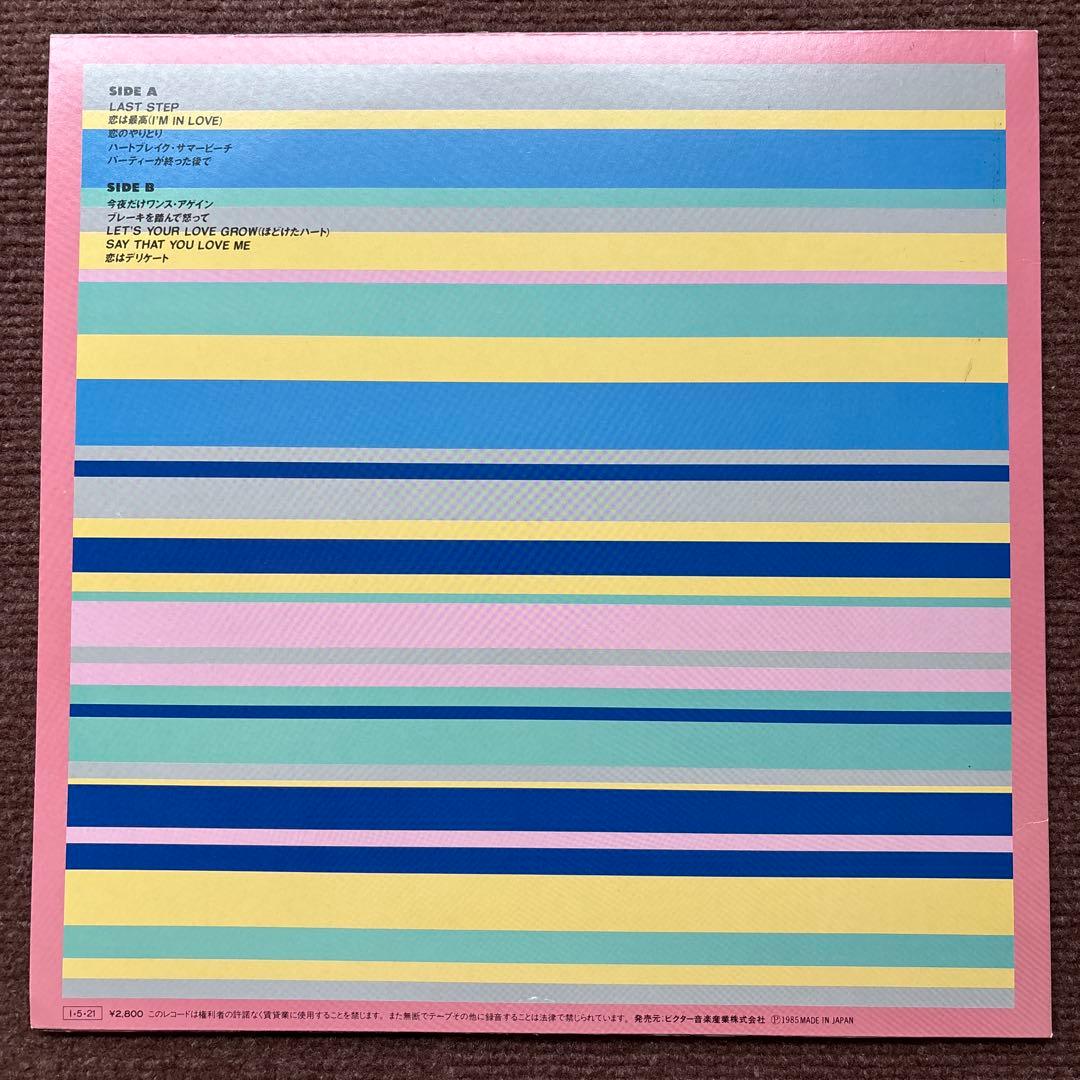 SIDE A
LAST STEP
恋は最高(I'M IN LOVE)
恋のやりとり
ハートブレイク・サマービーチ
パーティーが終った後で
SIDE B
今夜だけワンス・アゲイン
ブレーキを踏んで怒って
LET'S YOUR LOVE GROW(ほどけたハート)
SAY THAT YOU LOVE ME
恋はデリケート
I・5・21 ¥2,800 このレコードは権利者の許諾なく賃貸業に使用することを禁じます。また無断でテープその他に録音することは法律で禁じられています。 発売元:ビクター音楽産業株式会社 Ⓟ1985 MADE IN JAPAN